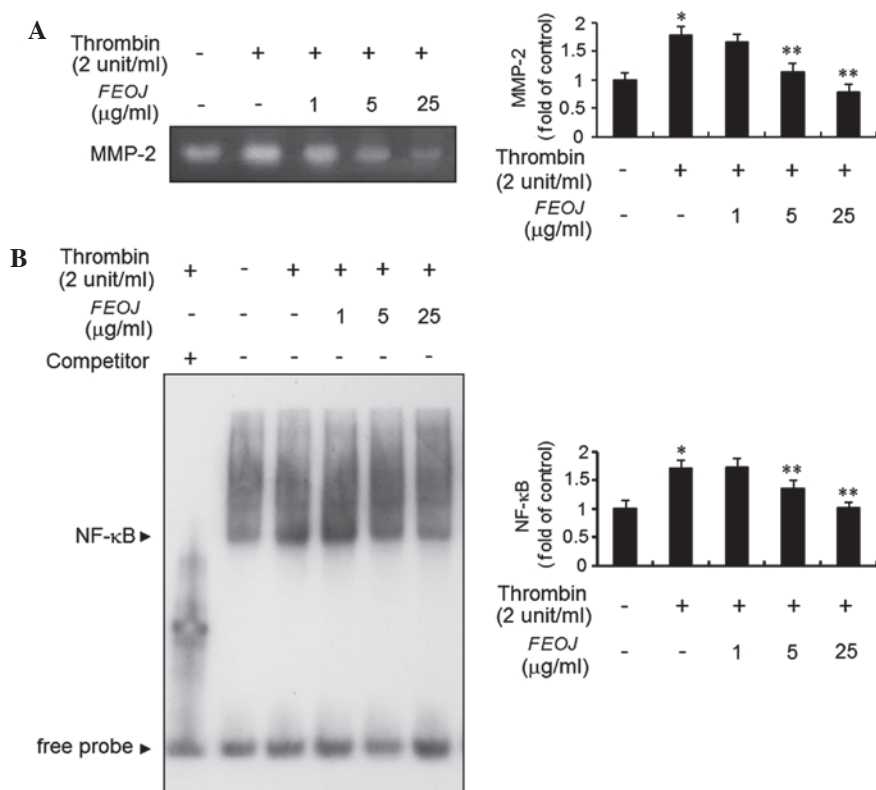 A
Thrombin
(2 unit/ml)
- + + + +
FEOJ
(μg/ml)
- - 1 5 25
MMP-2
MMP-2
(fold of control)
2
1.5
1
0.5
0
*
**
**
Thrombin
(2 unit/ml)
- + + + +
FEOJ
(μg/ml)
- - 1 5 25
B
Thrombin
(2 unit/ml)
+ - + + + +
FEOJ
(μg/ml)
- - - 1 5 25
Competitor
+ - - - - -
NF-κB
free probe
NF-κB
(fold of control)
2
1.5
1
0.5
0
*
**
**
Thrombin
(2 unit/ml)
- + + + +
FEOJ
(μg/ml)
- - 1 5 25